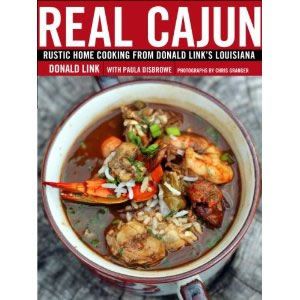 REAL CAJUN
RUSTIC HOME COOKING FROM DONALD LINK'S LOUISIANA
DONALD LINK WITH PAULA DISBROWE PHOTOGRAPHS BY CHRIS GRANGER